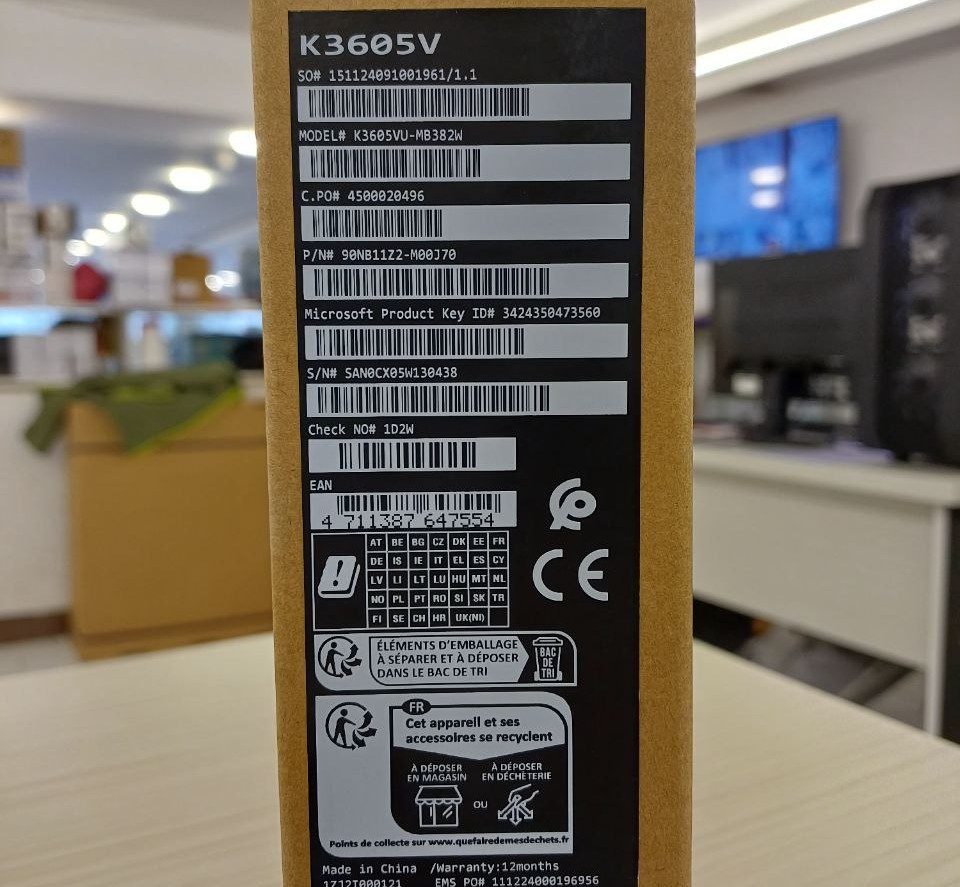 K3605V
SO# 151124091001961/1.1
MODEL# K3605VU-MB382W
C.PO# 4500020496
P/N# 90NB11Z2-M00J70
Microsoft Product Key ID# 3424350473560
S/N# SAN0CX05W130438
Check NO# 1D2W
EAN
4 711387 647554
AT BE BG CZ DK EE FR
DE IS IE IT EL ES CY
LV LI LT LU HU MT NL
NO PL PT RO SI SK TR
FI SE CH HR UK(NI)
CE
ÉLÉMENTS D'EMBALLAGE
À SÉPARER ET À DÉPOSER
DANS LE BAC DE TRI
BAC
DE
TRI
FR
Cet appareil et ses
accessoires se recyclent
À DÉPOSER
EN MAGASIN
OU
À DÉPOSER
EN DÉCHÈTERIE
Points de collecte sur www.quefairedemesdechets.fr
Made in China /Warranty:12months
1ZJ2T000121 EMS PO# 111224000196956